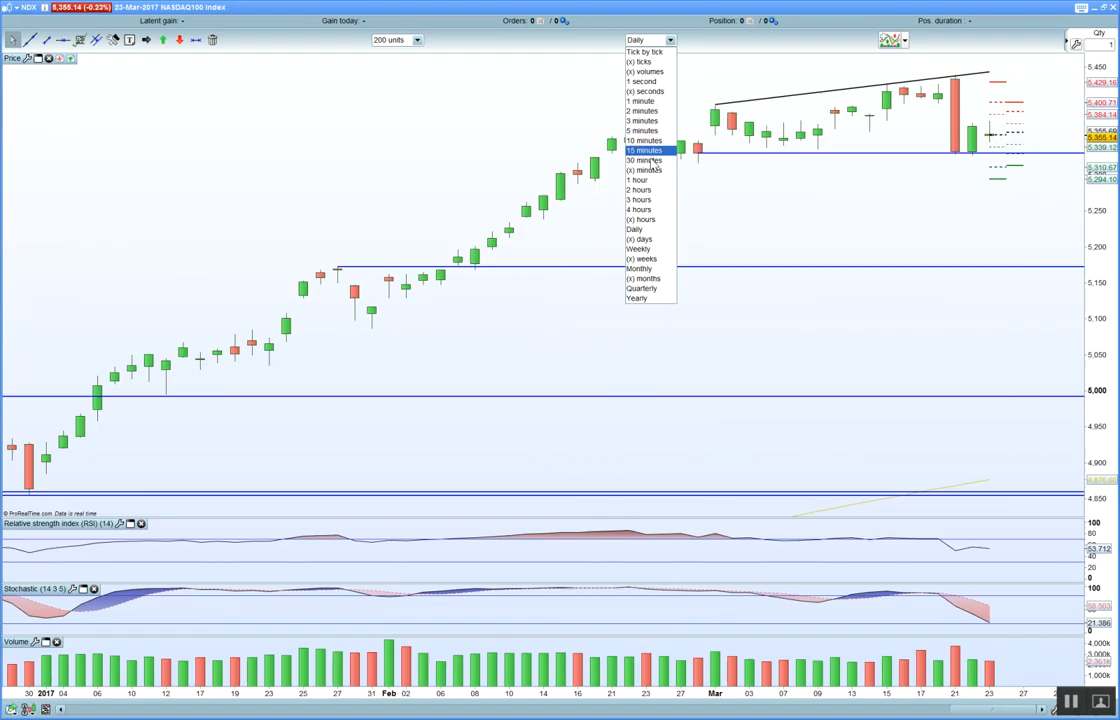 NDX 5,355.14 (-0.23%) 23-Mar-2017 NASDAQ100 Index
Latent gain: - Gain today: - Orders: 0 / 0 Position: 0 / 0 Pos. duration: -
200 units Daily Qty
1
Price
Tick by tick
(x) ticks
(x) volumes
1 second
(x) seconds
1 minute
2 minutes
3 minutes
5 minutes
10 minutes
15 minutes
30 minutes
(x) minutes
1 hour
2 hours
3 hours
4 hours
(x) hours
Daily
(x) days
Weekly
(x) weeks
Monthly
(x) months
Quarterly
Yearly
5,450
5,429.16
5,400.71
5,384.14
5,355.14
5,339.12
5,310.67
5,294.10
5,250
5,200
5,150
5,100
5,050
5,000
4,950
4,900
4,850
© ProRealTime.com Data is real time
Relative strength index (RSI) (14)
100
80
53.712
40
20
0
Stochastic (14 3 5)
100
58.503
21.386
0
Volume
4,000k
3,000k
1,000k
30 2017 04 06 10 12 17 19 23 25 27 31 Feb 02 06 08 10 14 16 21 23 27 Mar 03 07 09 13 15 17 21 23 27